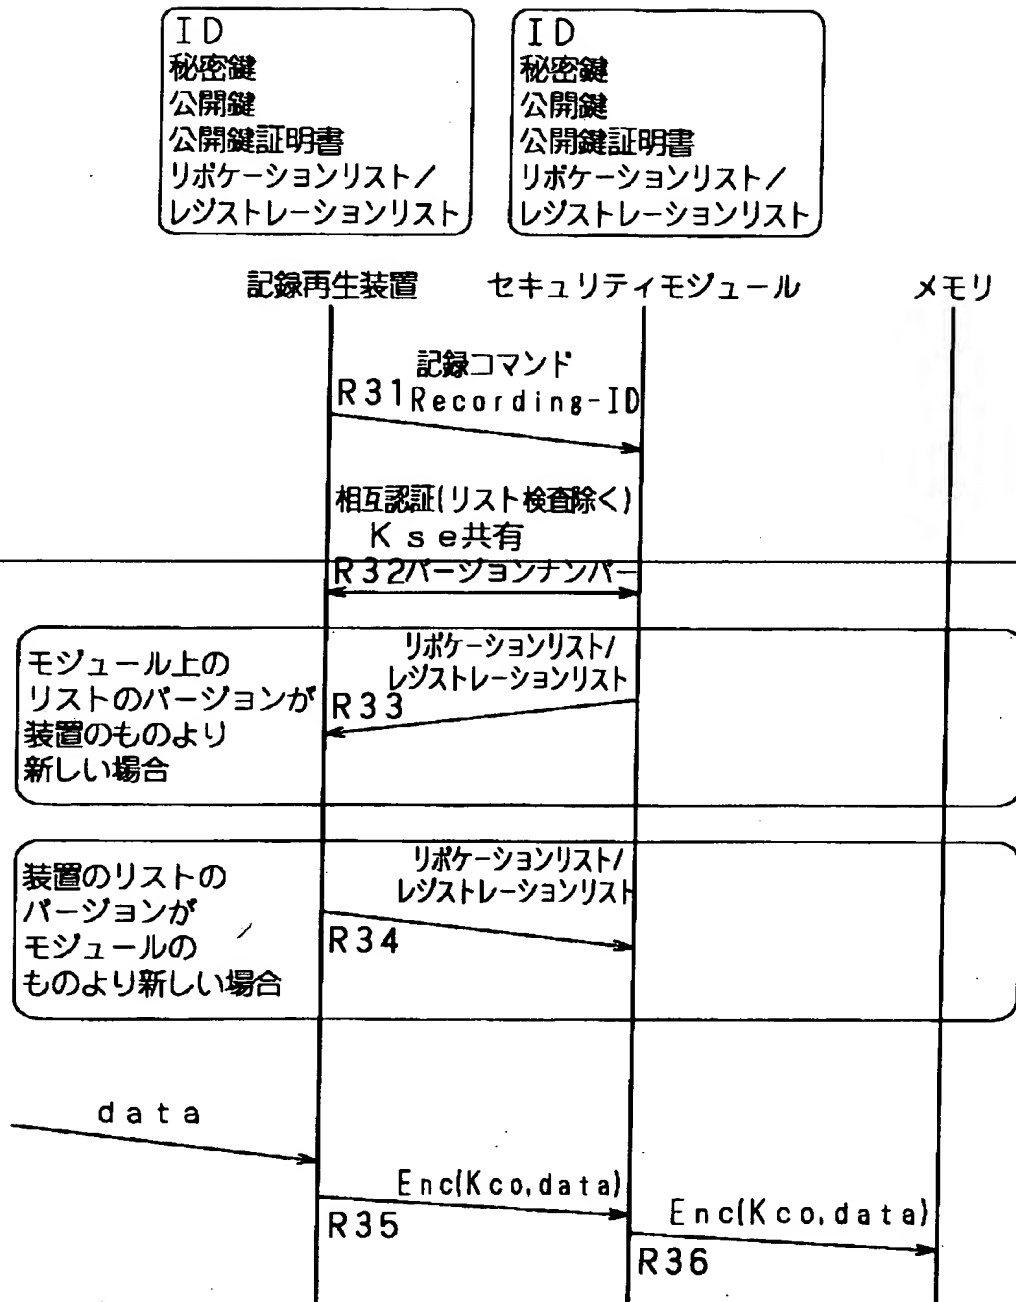 ID
秘密鍵
公開鍵
公開鍵証明書
リボケーションリスト/
レジストレーションリスト
ID
秘密鍵
公開鍵
公開鍵証明書
リボケーションリスト/
レジストレーションリスト
記録再生装置
セキュリティモジュール
メモリ
記録コマンド
R31 Recording-ID
相互認証(リスト検査除く)
Kse共有
R32 バージョンナンバー
モジュール上の
リストのバージョンが
装置のものより
新しい場合
リボケーションリスト/
レジストレーションリスト
R33
装置のリストの
バージョンが
モジュールの
ものより新しい場合
リボケーションリスト/
レジストレーションリスト
R34
data
Enc(Kco,data)
R35
Enc(Kco,data)
R36